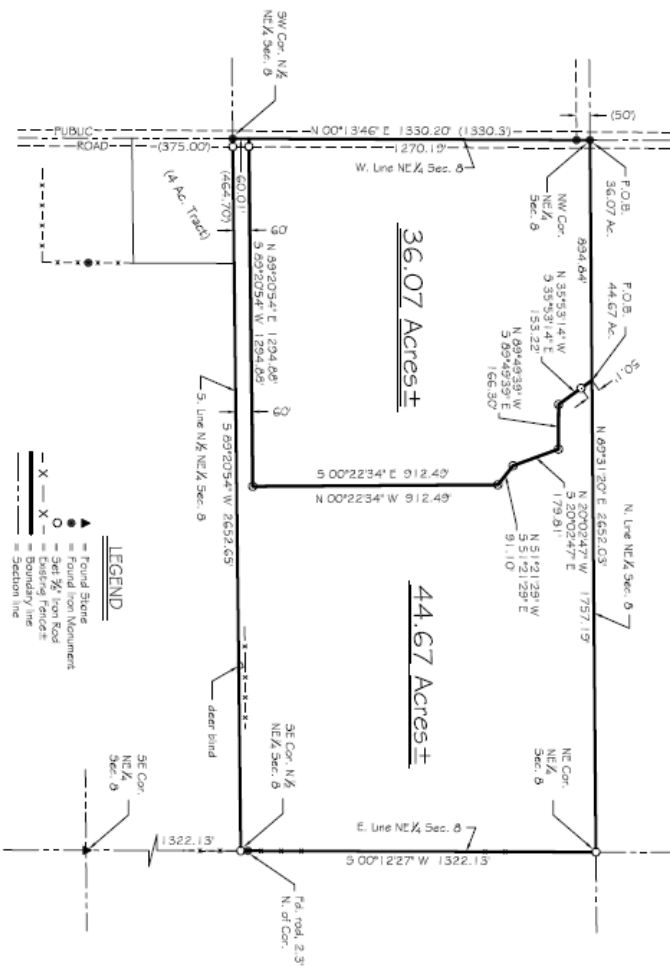 SW Cor. N½
NE¼ Sec. 8
PUBLIC
ROAD
N 00°13'46" E 1330.20' (1330.3')
1270.19'
W. Line NE¼ Sec. 8
(375.00')
60.01'
(464.70')
(4 Ac. Tract)
(50')
P.O.B.
36.07 Ac.
NW Cor.
NE¼
Sec. 8
894.84'
P.O.B.
44.67 Ac.
50.1'
N 35°53'14" W
S 35°53'14" E
153.22'
N 89°49'39" W
S 89°49'39" E
166.30'
N 20°02'47" W
S 20°02'47" E
179.81'
N 51°21'29" W
S 51°21'29" E
91.10'
N 89°31'20" E 2652.03'
1757.19'
N. Line NE¼ Sec. 8
36.07 Acres±
60'
N 89°20'54" E 1294.88'
S 89°20'54" W 1294.88'
60'
S 00°22'34" E 912.49'
N 00°22'34" W 912.49'
S. Line N½ NE¼ Sec. 8
S 89°20'54" W 2652.65'
44.67 Acres±
deer blind
SE Cor. N½
NE¼ Sec. 8
NE Cor.
NE¼
Sec. 8
E. Line NE¼ Sec. 8
S 00°12'27" W 1322.13'
1322.13'
Fd. rod, 2.3'
N. of Cor.
SE Cor.
NE¼
Sec. 8
LEGEND
= Found Stone
= Found Iron Monument
= Set ⅝" Iron Rod
- X - X - = Existing Fence±
= Boundary line
= Section line